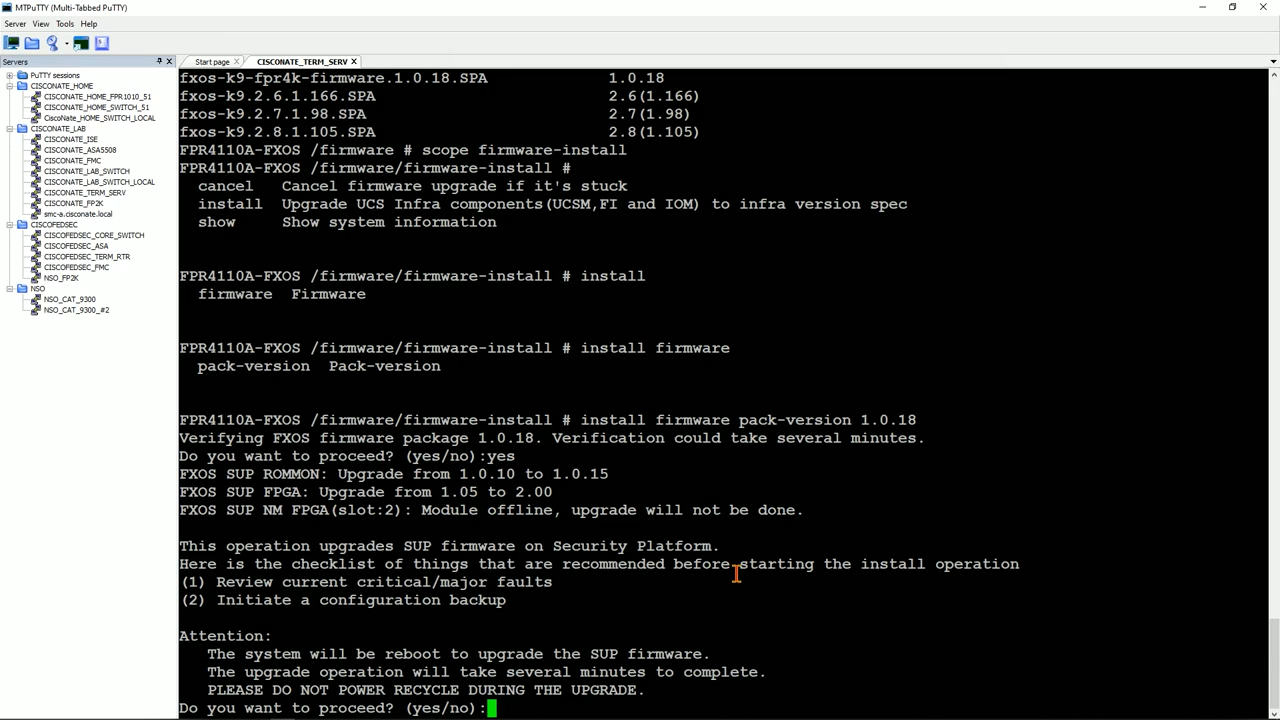 MTPuTTY (Multi-Tabbed PuTTY)
Server View Tools Help
Servers
Start page
CISCONATE_TERM_SERV
PuTTY sessions
CISCONATE_HOME
CISCONATE_HOME_FPR1010_51
CISCONATE_HOME_SWITCH_51
CiscoNate_HOME_SWITCH_LOCAL
CISCONATE_LAB
CISCONATE_ISE
CISCONATE_ASA5508
CISCONATE_FMC
CISCONATE_LAB_SWITCH
CISCONATE_LAB_SWITCH_LOCAL
CISCONATE_TERM_SERV
CISCONATE_FP2K
smc-a.cisconate.local
CISCOFEDSEC
CISCOFEDSEC_CORE_SWITCH
CISCOFEDSEC_ASA
CISCOFEDSEC_TERM_RTR
CISCOFEDSEC_FMC
NSO_FP2K
NSO
NSO_CAT_9300
NSO_CAT_9300_#2
fxos-k9-fpr4k-firmware.1.0.18.SPA 1.0.18
fxos-k9.2.6.1.166.SPA 2.6(1.166)
fxos-k9.2.7.1.98.SPA 2.7(1.98)
fxos-k9.2.8.1.105.SPA 2.8(1.105)
FPR4110A-FXOS /firmware # scope firmware-install
FPR4110A-FXOS /firmware/firmware-install #
cancel Cancel firmware upgrade if it's stuck
install Upgrade UCS Infra components(UCSM,FI and IOM) to infra version spec
show Show system information
FPR4110A-FXOS /firmware/firmware-install # install
firmware Firmware
FPR4110A-FXOS /firmware/firmware-install # install firmware
pack-version Pack-version
FPR4110A-FXOS /firmware/firmware-install # install firmware pack-version 1.0.18
Verifying FXOS firmware package 1.0.18. Verification could take several minutes.
Do you want to proceed? (yes/no):yes
FXOS SUP ROMMON: Upgrade from 1.0.10 to 1.0.15
FXOS SUP FPGA: Upgrade from 1.05 to 2.00
FXOS SUP NM FPGA(slot:2): Module offline, upgrade will not be done.
This operation upgrades SUP firmware on Security Platform.
Here is the checklist of things that are recommended before starting the install operation
(1) Review current critical/major faults
(2) Initiate a configuration backup
Attention:
The system will be reboot to upgrade the SUP firmware.
The upgrade operation will take several minutes to complete.
PLEASE DO NOT POWER RECYCLE DURING THE UPGRADE.
Do you want to proceed? (yes/no):